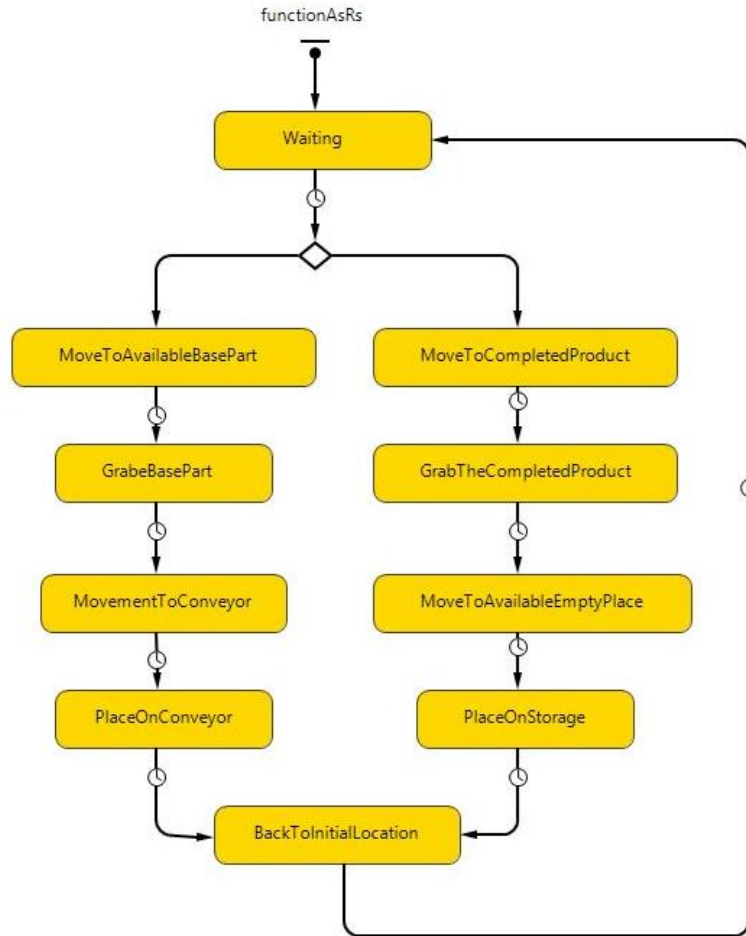 functionAsRs
Waiting
MoveToAvailableBasePart
MoveToCompletedProduct
GrabeBasePart
GrabTheCompletedProduct
MovementToConveyor
MoveToAvailableEmptyPlace
PlaceOnConveyor
PlaceOnStorage
BackToInitialLocation